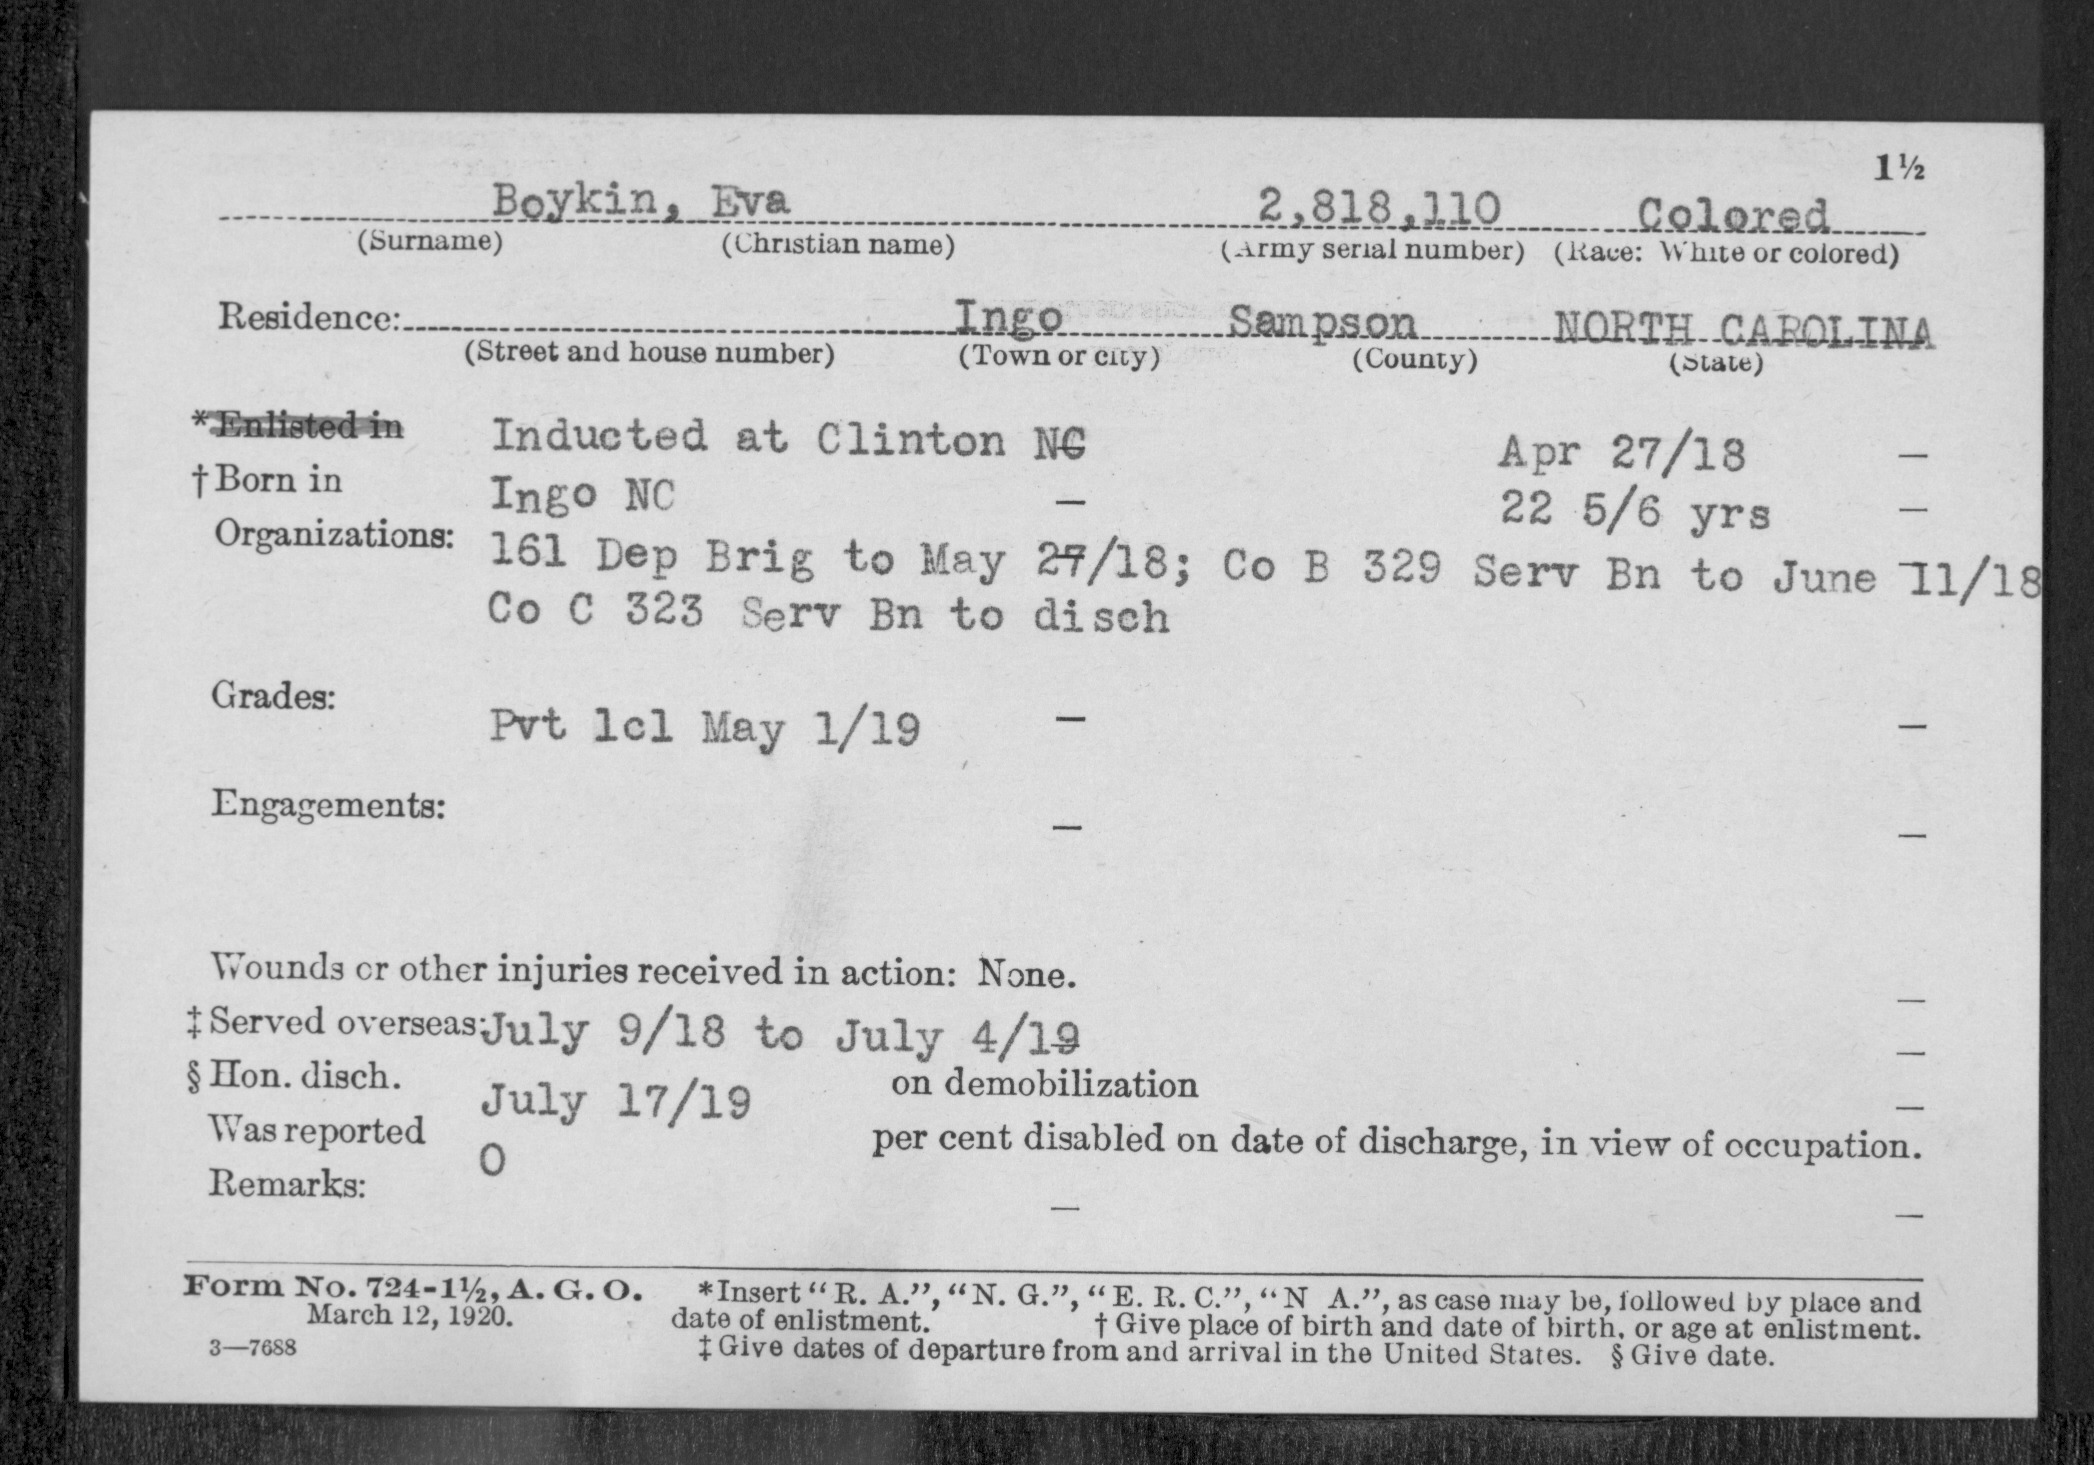 1½
Boykin, Eva 2,818,110 Colored
(Surname) (Christian name) (Army serial number) (Race: White or colored)
Residence: Ingo Sampson NORTH CAROLINA
(Street and house number) (Town or city) (County) (State)
*Enlisted in Inducted at Clinton NC Apr 27/18 —
†Born in Ingo NC — 22 5/6 yrs —
Organizations: 161 Dep Brig to May 27/18; Co B 329 Serv Bn to June 11/18
Co C 323 Serv Bn to disch
Grades: Pvt 1cl May 1/19 — —
Engagements: — —
Wounds or other injuries received in action: None. —
‡Served overseas: July 9/18 to July 4/19 —
§Hon. disch. July 17/19 on demobilization —
Was reported 0 per cent disabled on date of discharge, in view of occupation.
Remarks: — —
Form No. 724-1½, A. G. O. *Insert "R. A.", "N. G.", "E. R. C.", "N A.", as case may be, followed by place and
March 12, 1920. date of enlistment. †Give place of birth and date of birth, or age at enlistment.
3—7688 ‡Give dates of departure from and arrival in the United States. §Give date.